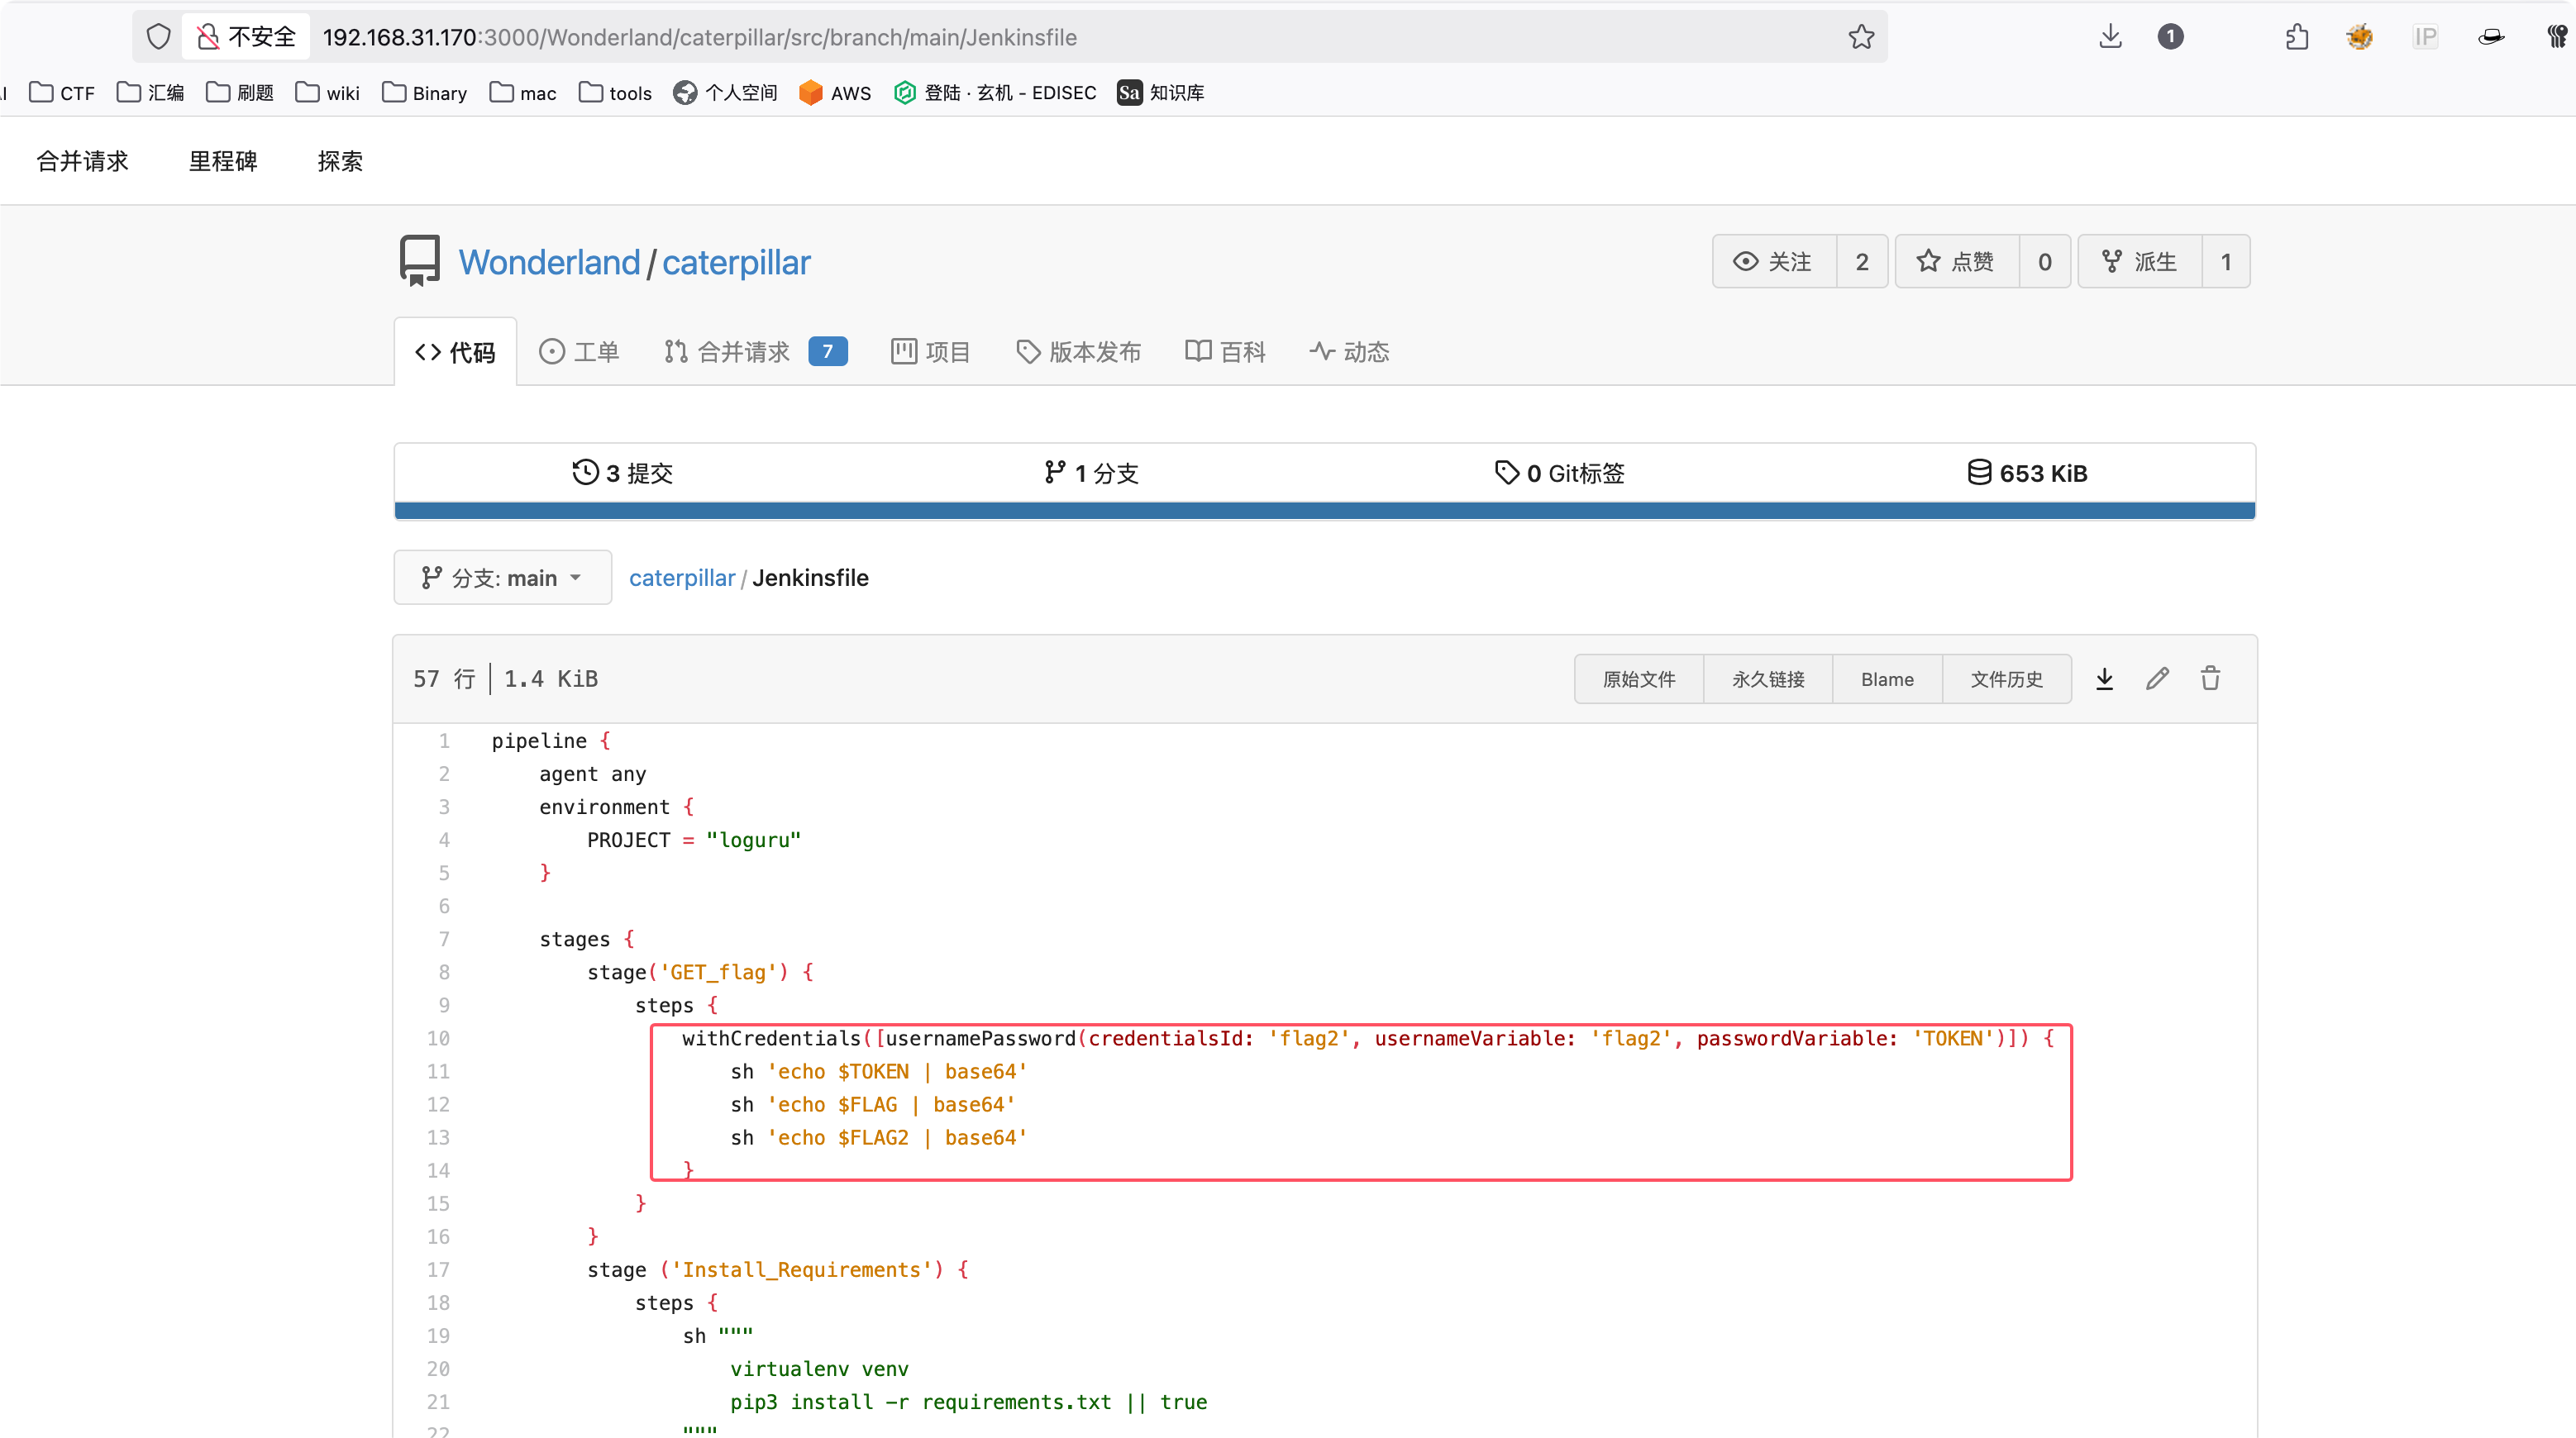 不安全 192.168.31.170:3000/Wonderland/caterpillar/src/branch/main/Jenkinsfile 1 IP
CTF 汇编 刷题 wiki Binary mac tools 个人空间 AWS 登陆 · 玄机 - EDISEC Sa 知识库
合并请求 里程碑 探索
Wonderland / caterpillar 关注 2 点赞 0 派生 1
代码 工单 合并请求 7 项目 版本发布 百科 动态
3 提交 1 分支 0 Git标签 653 KiB
分支: main caterpillar / Jenkinsfile
57 行 1.4 KiB 原始文件 永久链接 Blame 文件历史
1 pipeline {
2     agent any
3     environment {
4         PROJECT = "loguru"
5     }
6
7     stages {
8         stage('GET_flag') {
9             steps {
10                 withCredentials([usernamePassword(credentialsId: 'flag2', usernameVariable: 'flag2', passwordVariable: 'TOKEN')]) {
11                     sh 'echo $TOKEN | base64'
12                     sh 'echo $FLAG | base64'
13                     sh 'echo $FLAG2 | base64'
14                 }
15             }
16         }
17         stage ('Install_Requirements') {
18             steps {
19                 sh """
20                     virtualenv venv
21                     pip3 install -r requirements.txt || true
22                 """